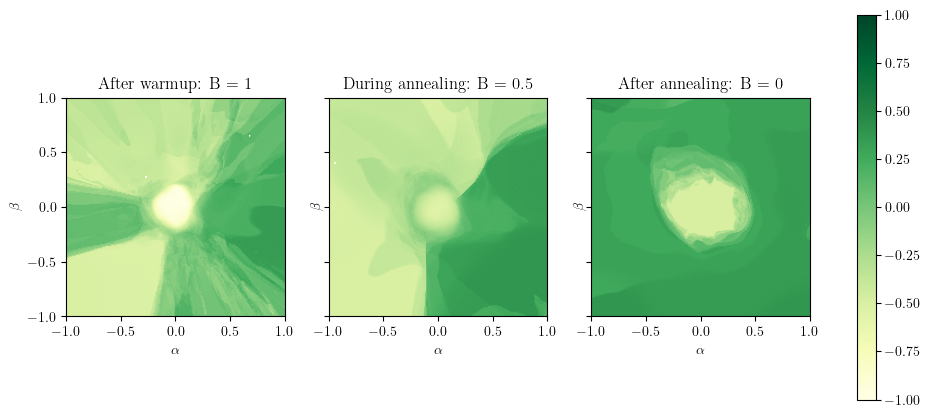 After warmup: B = 1
During annealing: B = 0.5
After annealing: B = 0
1.0
0.5
0.0
−0.5
−1.0
β
β
β
−1.0 −0.5 0.0 0.5 1.0
−1.0 −0.5 0.0 0.5 1.0
−1.0 −0.5 0.0 0.5 1.0
α
α
α
1.00
0.75
0.50
0.25
0.00
−0.25
−0.50
−0.75
−1.00